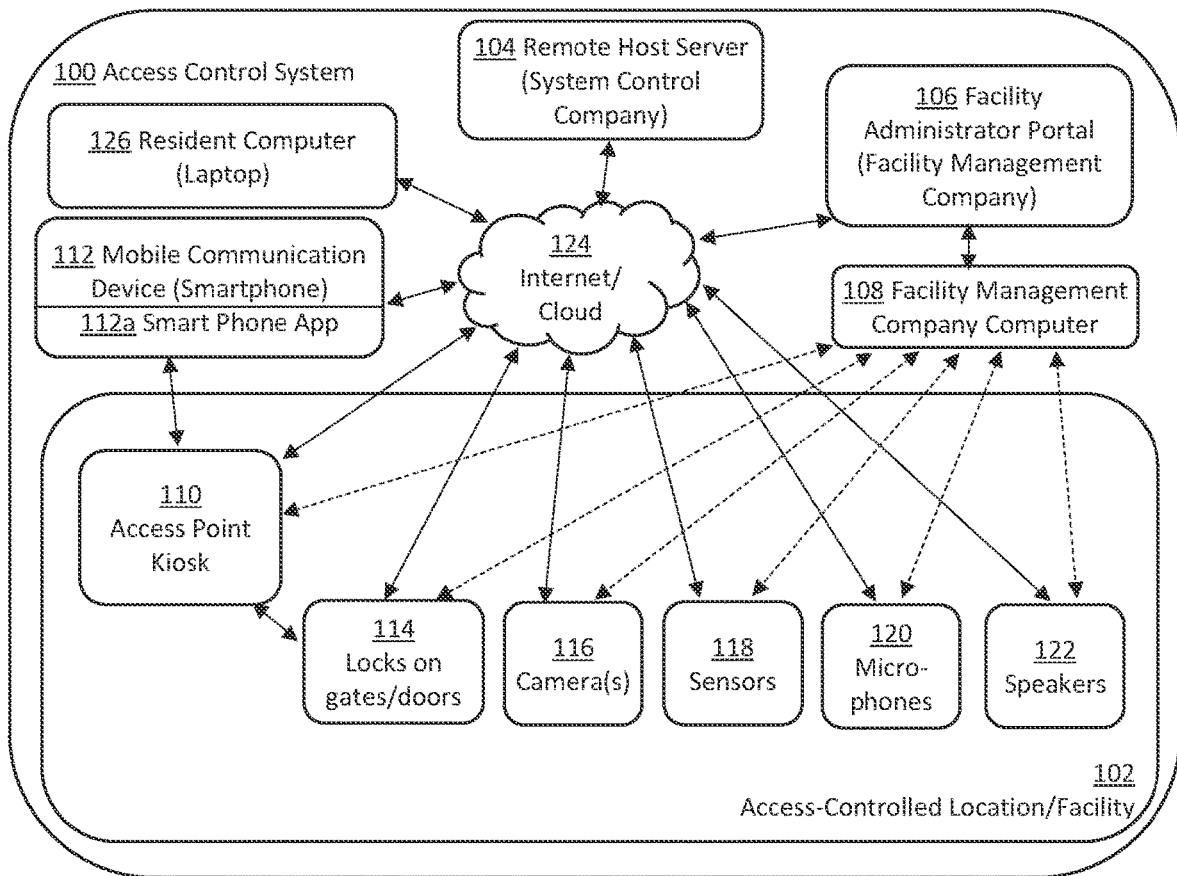 100 Access Control System
104 Remote Host Server
(System Control
Company)
106 Facility
Administrator Portal
(Facility Management
Company)
126 Resident Computer
(Laptop)
112 Mobile Communication
Device (Smartphone)
112a Smart Phone App
124
Internet/
Cloud
108 Facility Management
Company Computer
110
Access Point
Kiosk
114
Locks on
gates/doors
116
Camera(s)
118
Sensors
120
Micro-
phones
122
Speakers
102
Access-Controlled Location/Facility